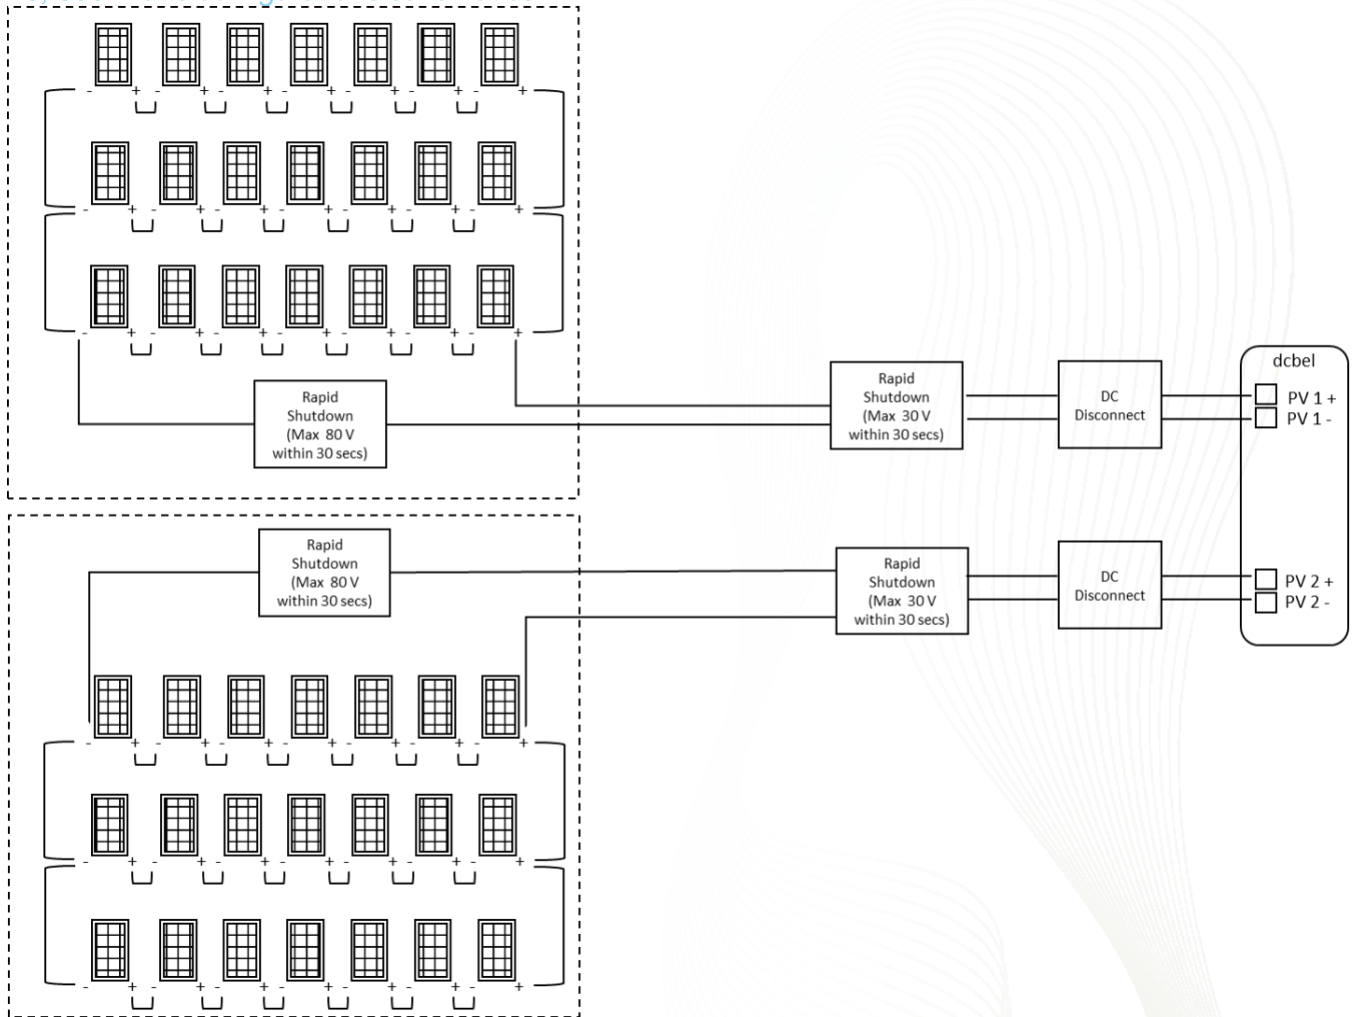 Rapid
Shutdown
(Max 80 V
within 30 secs)
Rapid
Shutdown
(Max 30 V
within 30 secs)
DC
Disconnect
dcbel
PV 1 +
PV 1 -
Rapid
Shutdown
(Max 80 V
within 30 secs)
Rapid
Shutdown
(Max 30 V
within 30 secs)
DC
Disconnect
PV 2 +
PV 2 -